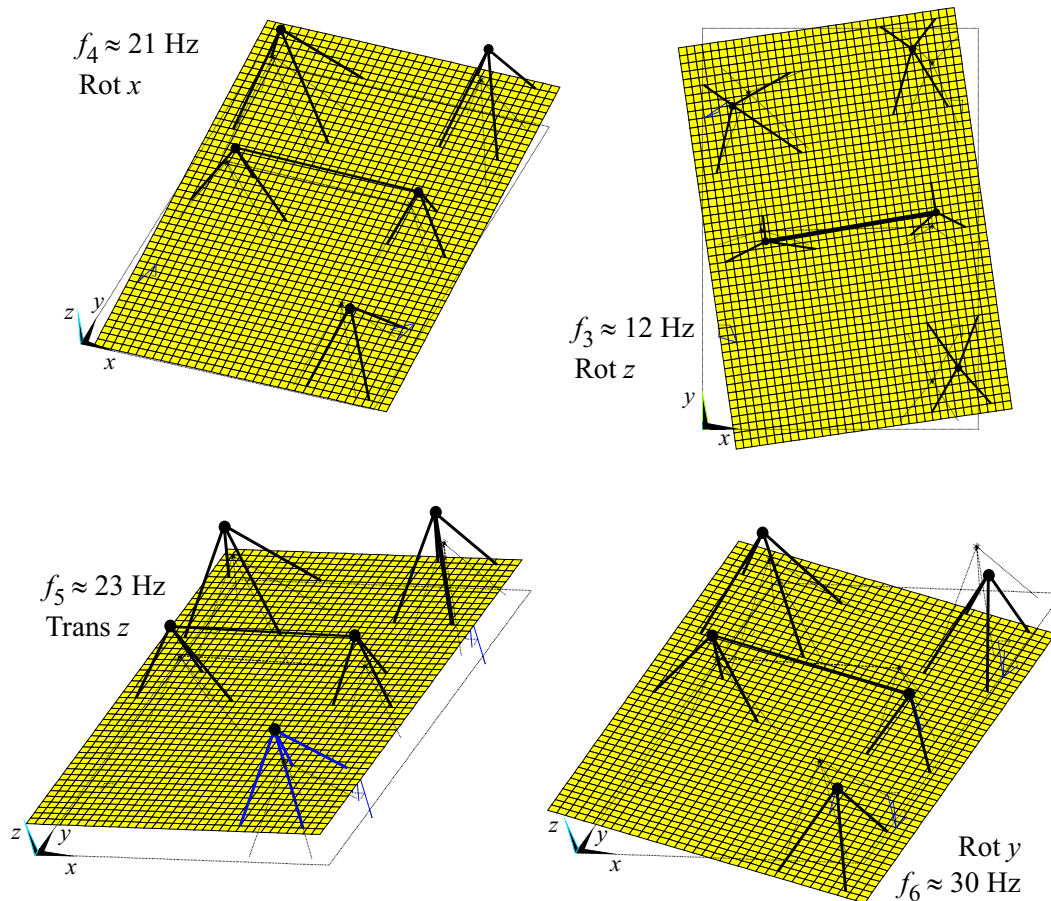 f₄ ≈ 21 Hz
Rot x
z
y
x
f₃ ≈ 12 Hz
Rot z
y
x
f₅ ≈ 23 Hz
Trans z
z
y
x
z
y
x
Rot y
f₆ ≈ 30 Hz